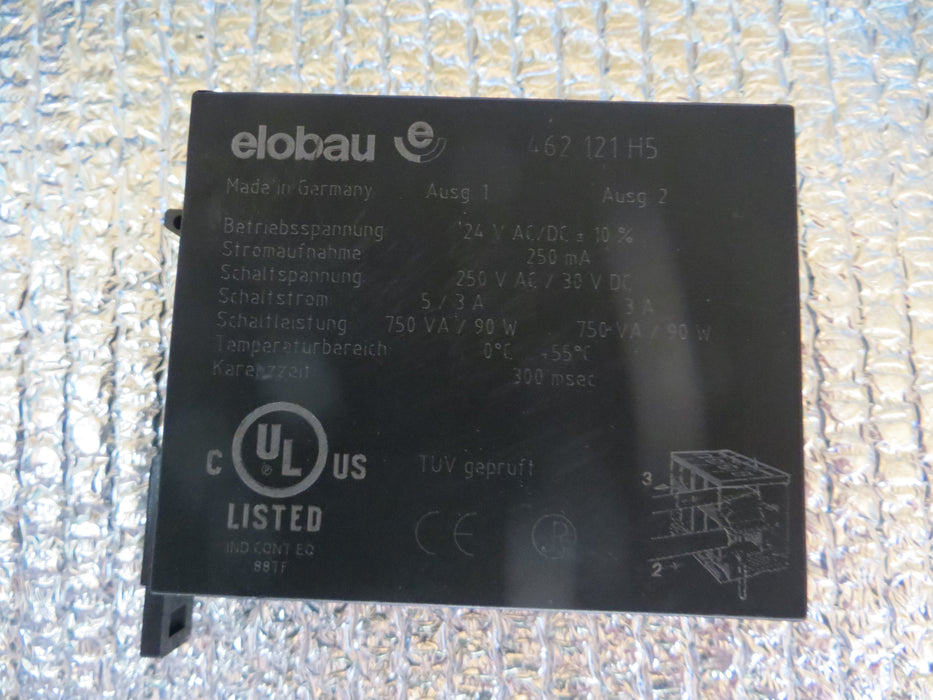 elobau e 462 121 H5
Made in Germany Ausg. 1 Ausg. 2
Betriebsspannung: 24 V AC/DC ± 10 %
Stromaufnahme: 250 mA
Schaltspannung: 250 V AC / 30 V DC
Schaltstrom: 5 / 3 A 3 A
Schaltleistung: 750 VA / 90 W 750 VA / 90 W
Temperaturbereich: 0°C +55°C
Karenzzeit: 300 msec
C UL US
LISTED
IND.CONT.EQ
88TF
TÜV geprüft
CE
3
2